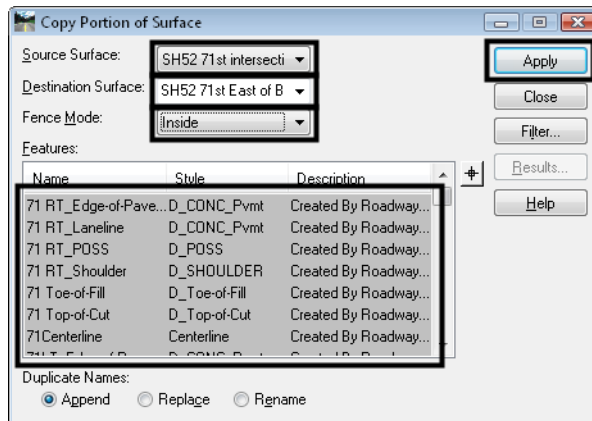 Copy Portion of Surface
Source Surface: SH52 71st intersecti
Apply
Destination Surface: SH52 71st East of B
Close
Fence Mode: Inside
Filter...
Features:
Results...
Name Style Description
Help
71 RT_Edge-of-Pave... D_CONC_Pvmt Created By Roadway...
71 RT_Laneline D_CONC_Pvmt Created By Roadway...
71 RT_POSS D_POSS Created By Roadway...
71 RT_Shoulder D_SHOULDER Created By Roadway...
71 Toe-of-Fill D_Toe-of-Fill Created By Roadway...
71 Top-of-Cut D_Top-of-Cut Created By Roadway...
71Centerline Centerline Created By Roadway...
Duplicate Names:
Append Replace Rename